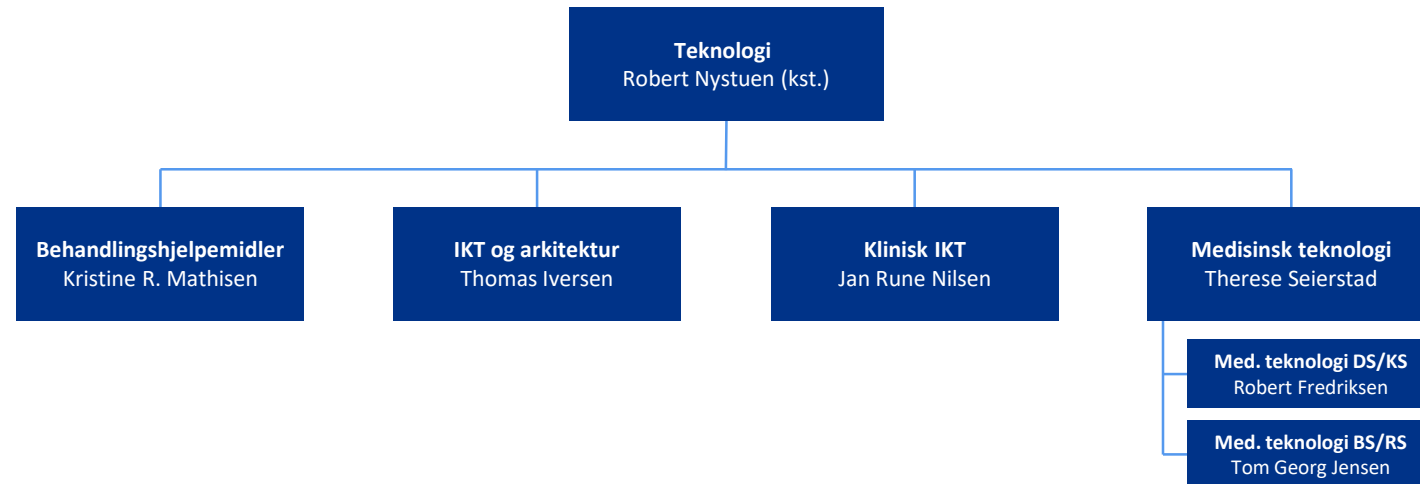 Teknologi
Robert Nystuen (kst.)
Behandlingshjelpemidler
Kristine R. Mathisen
IKT og arkitektur
Thomas Iversen
Klinisk IKT
Jan Rune Nilsen
Medisinsk teknologi
Therese Seierstad
Med. teknologi DS/KS
Robert Fredriksen
Med. teknologi BS/RS
Tom Georg Jensen